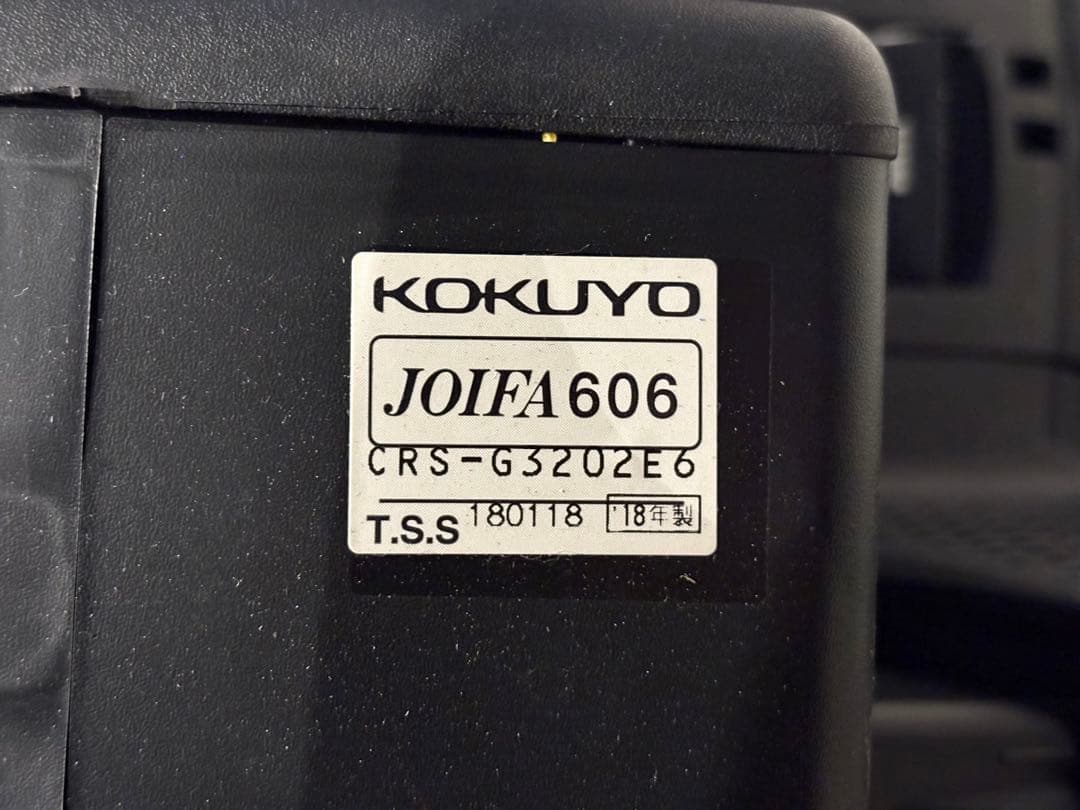 KOKUYO
JOIFA 606
CRS-G3202E6
T.S.S 180118 '18年製